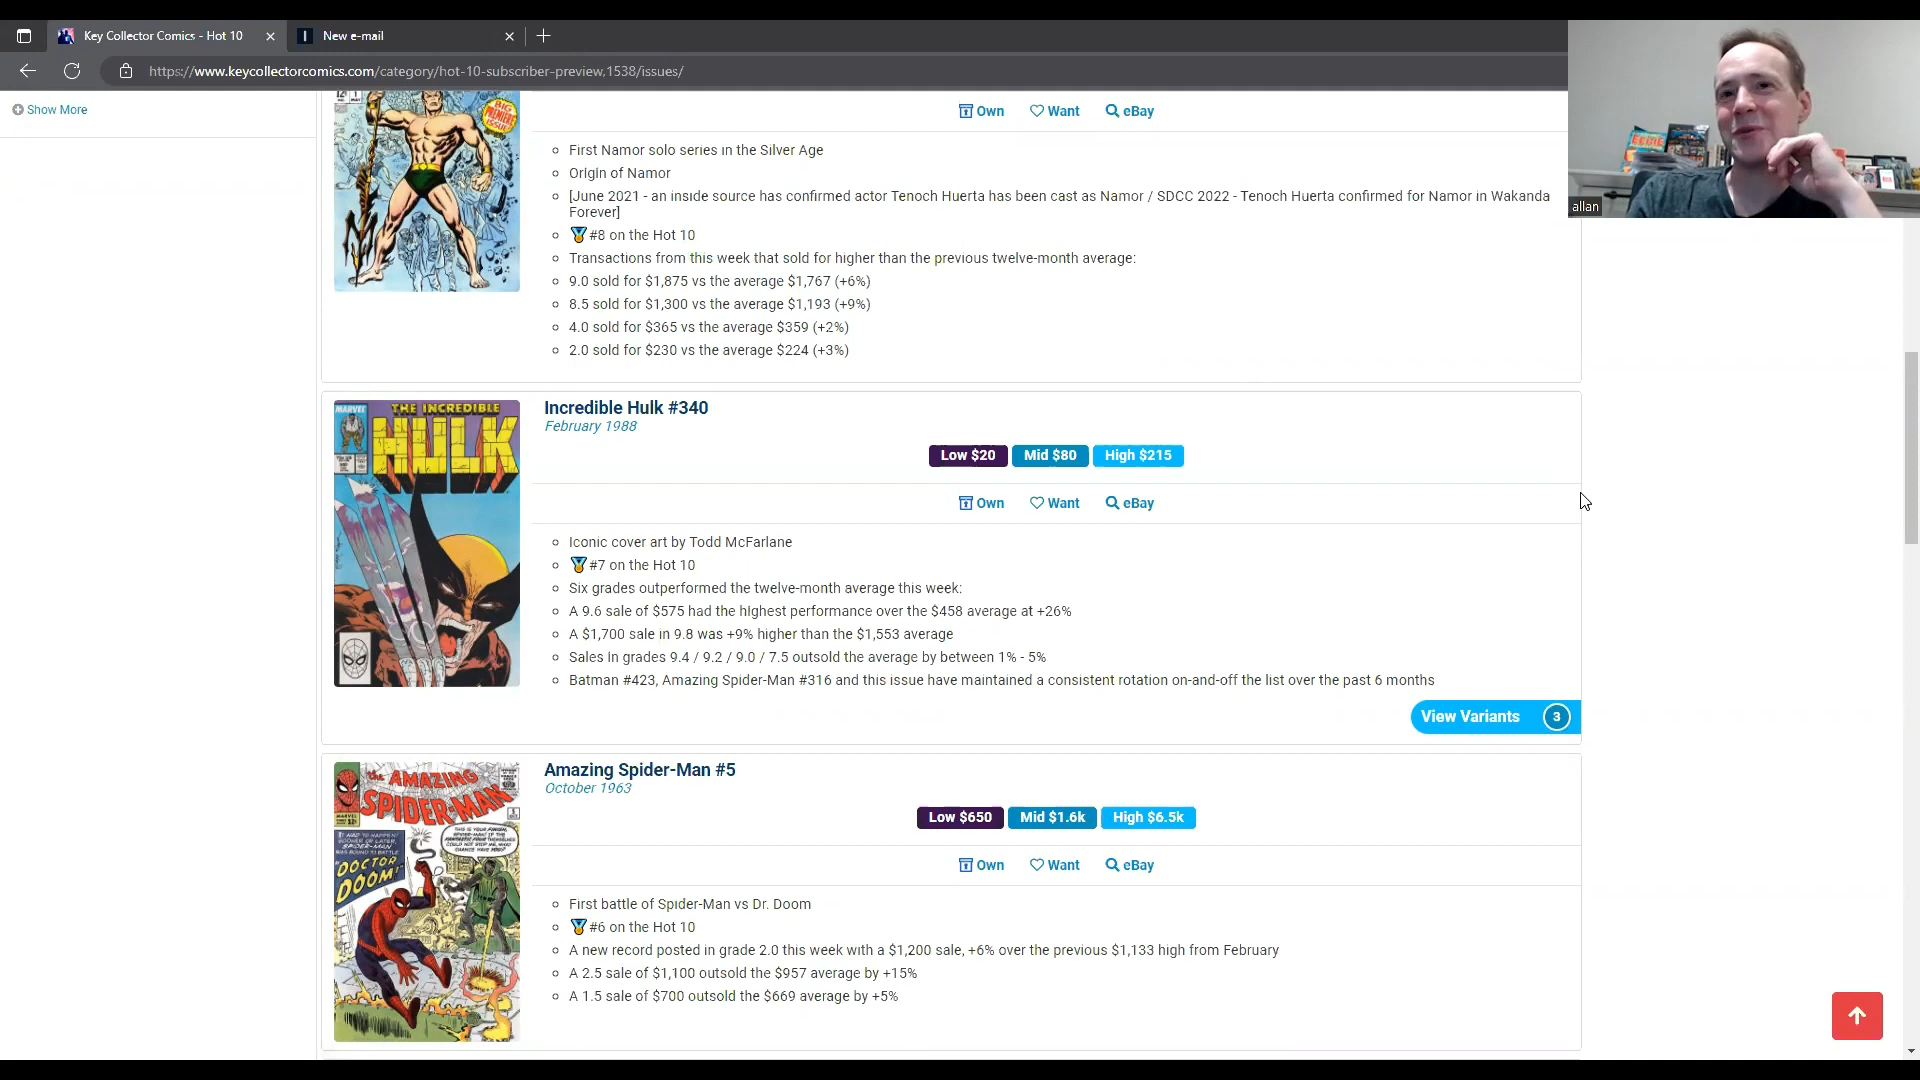 Key Collector Comics - Hot 10
New e-mail
https://www.keycollectorcomics.com/category/hot-10-subscriber-preview,1538/issues/
Show More
BIG PREMIERE ISSUE!
Own Want eBay
First Namor solo series in the Silver Age
Origin of Namor
[June 2021 - an inside source has confirmed actor Tenoch Huerta has been cast as Namor / SDCC 2022 - Tenoch Huerta confirmed for Namor in Wakanda
Forever]
#8 on the Hot 10
Transactions from this week that sold for higher than the previous twelve-month average:
9.0 sold for $1,875 vs the average $1,767 (+6%)
8.5 sold for $1,300 vs the average $1,193 (+9%)
4.0 sold for $365 vs the average $359 (+2%)
2.0 sold for $230 vs the average $224 (+3%)
allan
MARVEL
THE INCREDIBLE
HULK
Incredible Hulk #340
February 1988
Low $20 Mid $80 High $215
Own Want eBay
Iconic cover art by Todd McFarlane
#7 on the Hot 10
Six grades outperformed the twelve-month average this week:
A 9.6 sale of $575 had the highest performance over the $458 average at +26%
A $1,700 sale in 9.8 was +9% higher than the $1,553 average
Sales in grades 9.4 / 9.2 / 9.0 / 7.5 outsold the average by between 1% - 5%
Batman #423, Amazing Spider-Man #316 and this issue have maintained a consistent rotation on-and-off the list over the past 6 months
View Variants 3
the AMAZING
SPIDER-MAN
"DOCTOR
DOOM!"
Amazing Spider-Man #5
October 1963
Low $650 Mid $1.6k High $6.5k
Own Want eBay
First battle of Spider-Man vs Dr. Doom
#6 on the Hot 10
A new record posted in grade 2.0 this week with a $1,200 sale, +6% over the previous $1,133 high from February
A 2.5 sale of $1,100 outsold the $957 average by +15%
A 1.5 sale of $700 outsold the $669 average by +5%